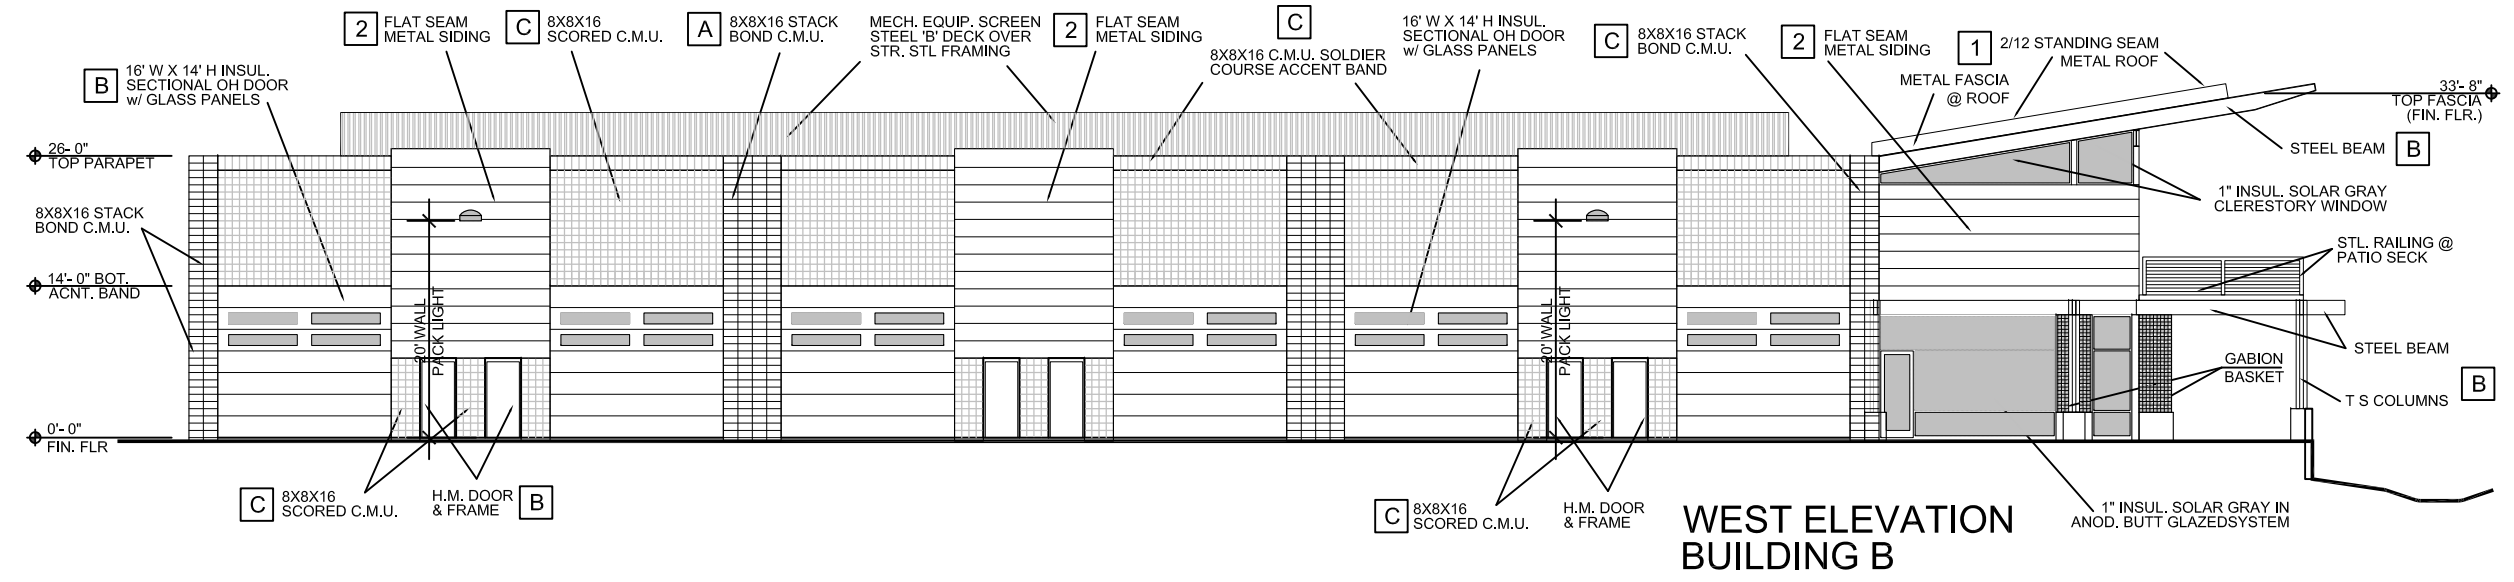 2
FLAT SEAM
METAL SIDING
C
8X8X16
SCORED C.M.U.
A
8X8X16 STACK
BOND C.M.U.
MECH. EQUIP. SCREEN
STEEL 'B' DECK OVER
STR. STL FRAMING
2
FLAT SEAM
METAL SIDING
C
8X8X16 C.M.U. SOLDIER
COURSE ACCENT BAND
16' W X 14' H INSUL.
SECTIONAL OH DOOR
w/ GLASS PANELS
C
8X8X16 STACK
BOND C.M.U.
2
FLAT SEAM
METAL SIDING
1
2/12 STANDING SEAM
METAL ROOF
METAL FASCIA
@ ROOF
33'- 8"
TOP FASCIA
(FIN. FLR.)
B
16' W X 14' H INSUL.
SECTIONAL OH DOOR
w/ GLASS PANELS
STEEL BEAM
B
26- 0"
TOP PARAPET
1" INSUL. SOLAR GRAY
CLERESTORY WINDOW
8X8X16 STACK
BOND C.M.U.
STL. RAILING @
PATIO SECK
14'- 0" BOT.
ACNT. BAND
20' WALL
PACK LIGHT
20' WALL
PACK LIGHT
STEEL BEAM
GABION
BASKET
B
T S COLUMNS
0'- 0"
FIN. FLR
C
8X8X16
SCORED C.M.U.
H.M. DOOR
& FRAME
B
C
8X8X16
SCORED C.M.U.
H.M. DOOR
& FRAME
1" INSUL. SOLAR GRAY IN
ANOD. BUTT GLAZEDSYSTEM
WEST ELEVATION
BUILDING B